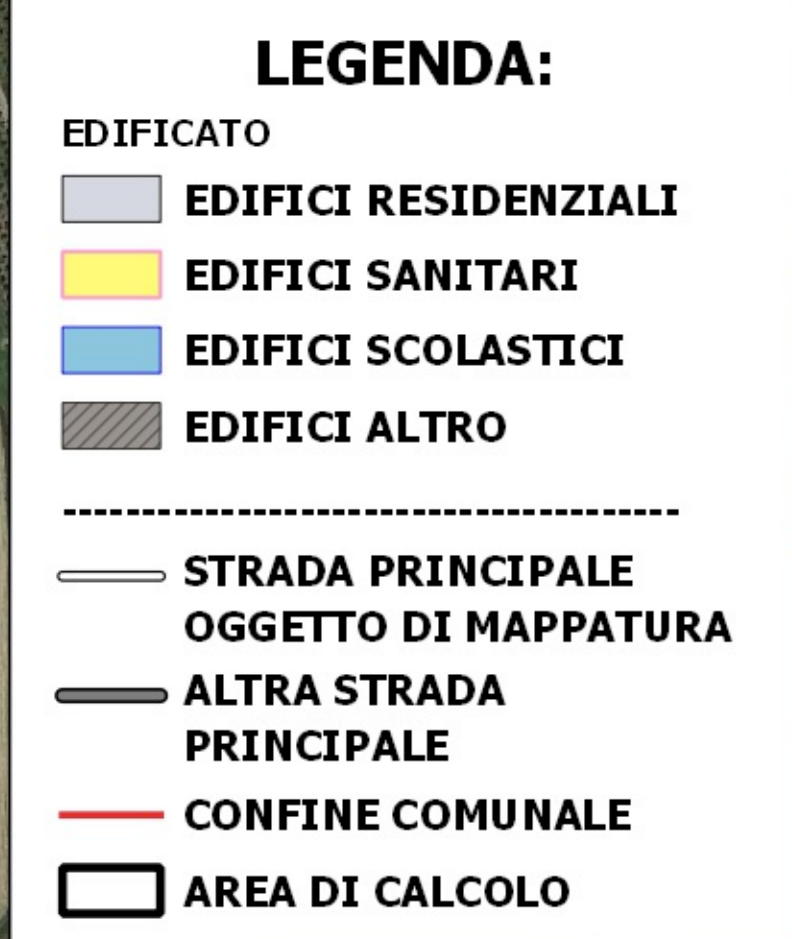 LEGENDA:
EDIFICATO
EDIFICI RESIDENZIALI
EDIFICI SANITARI
EDIFICI SCOLASTICI
EDIFICI ALTRO
---------------------------------------
STRADA PRINCIPALE
OGGETTO DI MAPPATURA
ALTRA STRADA
PRINCIPALE
CONFINE COMUNALE
AREA DI CALCOLO